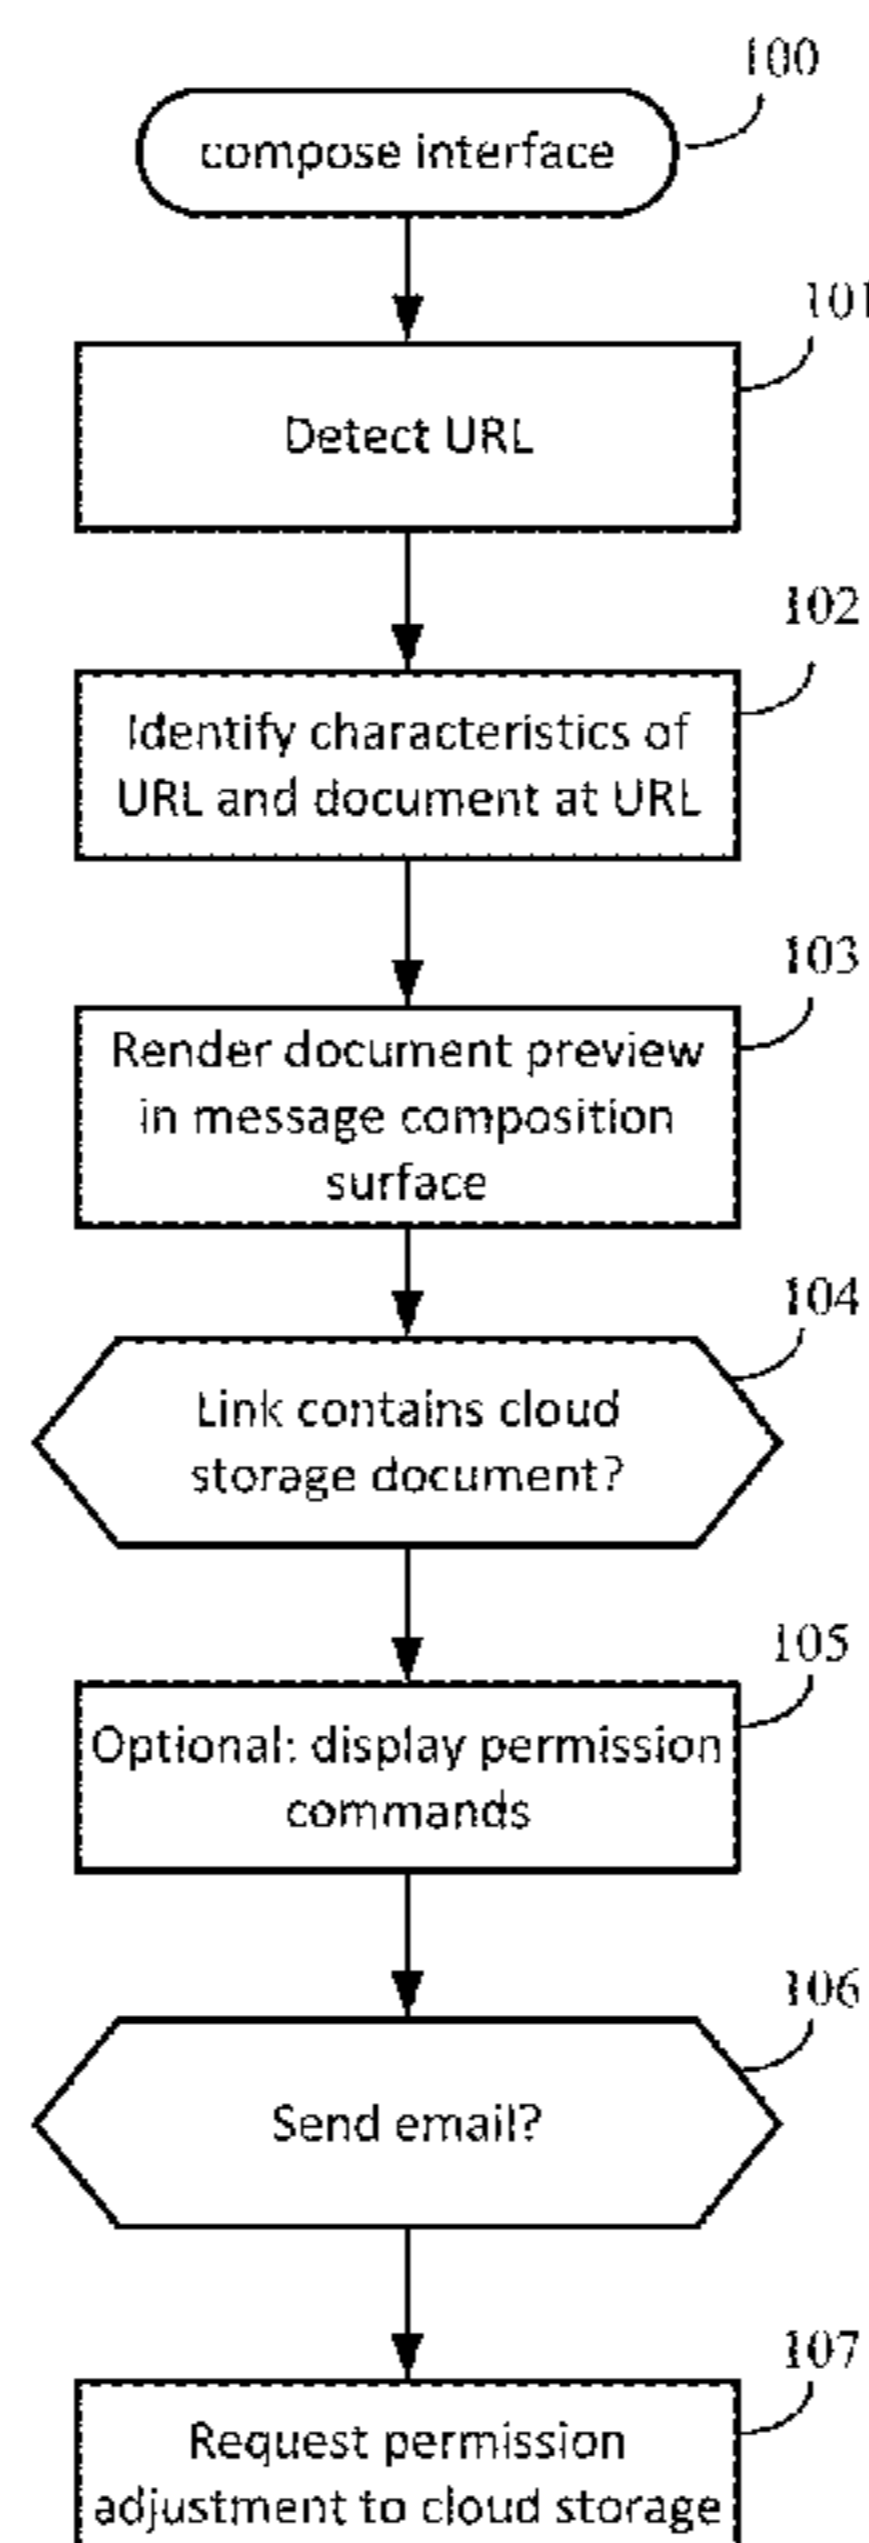 100
compose interface
101
Detect URL
102
Identify characteristics of
URL and document at URL
103
Render document preview
in message composition
surface
104
Link contains cloud
storage document?
105
Optional: display permission
commands
106
Send email?
107
Request permission
adjustment to cloud storage